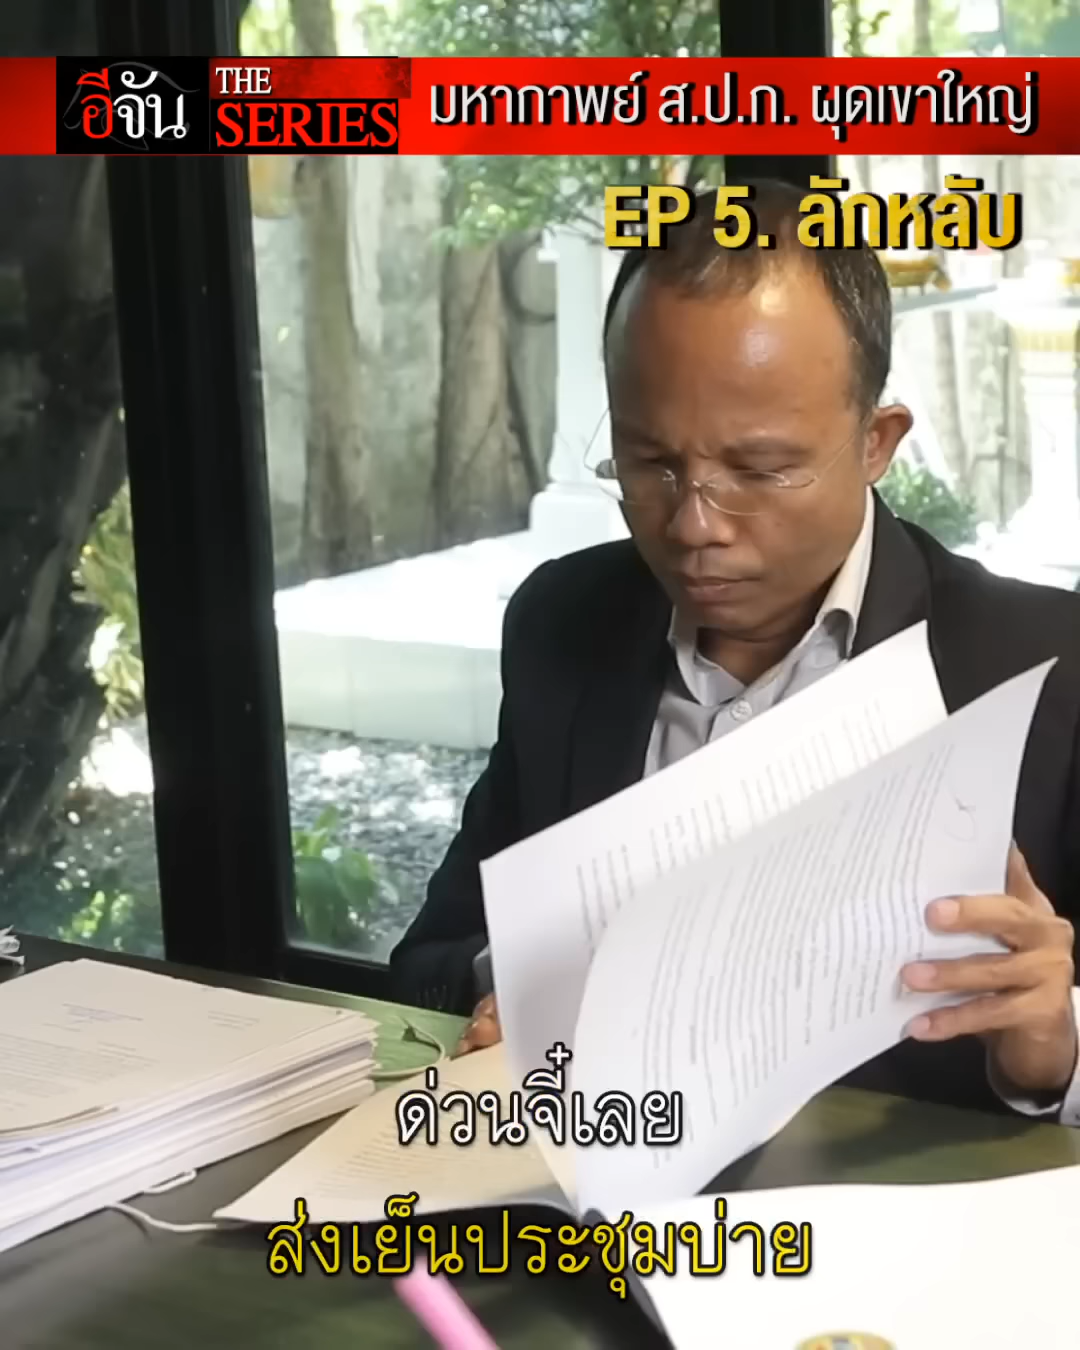 อีจัน
THE
SERIES
มหากาพย์ ส.ป.ก. ผุดเขาใหญ่
EP 5. ลักหลับ
ด่วนจี๋เลย
ส่งเย็นประชุมบ่าย